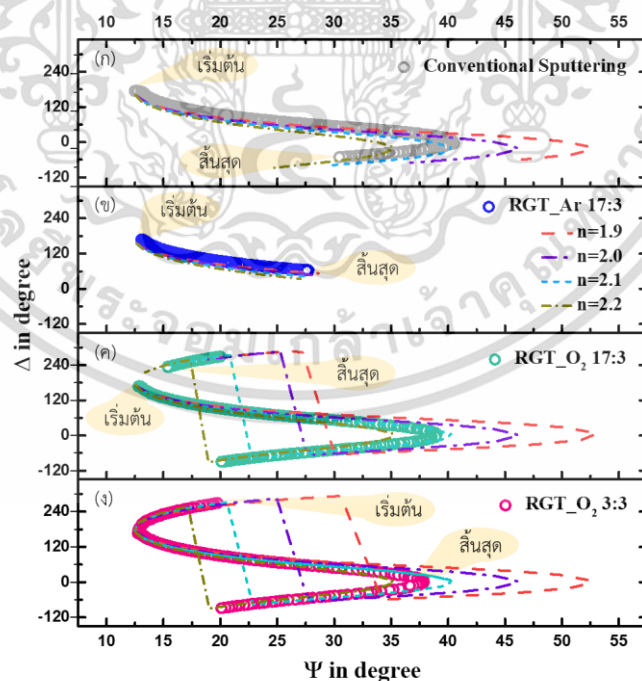 10 15 20 25 30 35 40 45 50 55
(ก)
เริ่มต้น
Conventional Sputtering
สิ้นสุด
240
120
0
-120
(ข)
เริ่มต้น
RGT_Ar 17:3
สิ้นสุด
n=1.9
n=2.0
n=2.1
n=2.2
240
120
0
-120
(ค)
RGT_O₂ 17:3
สิ้นสุด
เริ่มต้น
240
120
0
-120
(ง)
RGT_O₂ 3:3
เริ่มต้น
สิ้นสุด
240
120
0
-120
Δ in degree
10 15 20 25 30 35 40 45 50 55
Ψ in degree